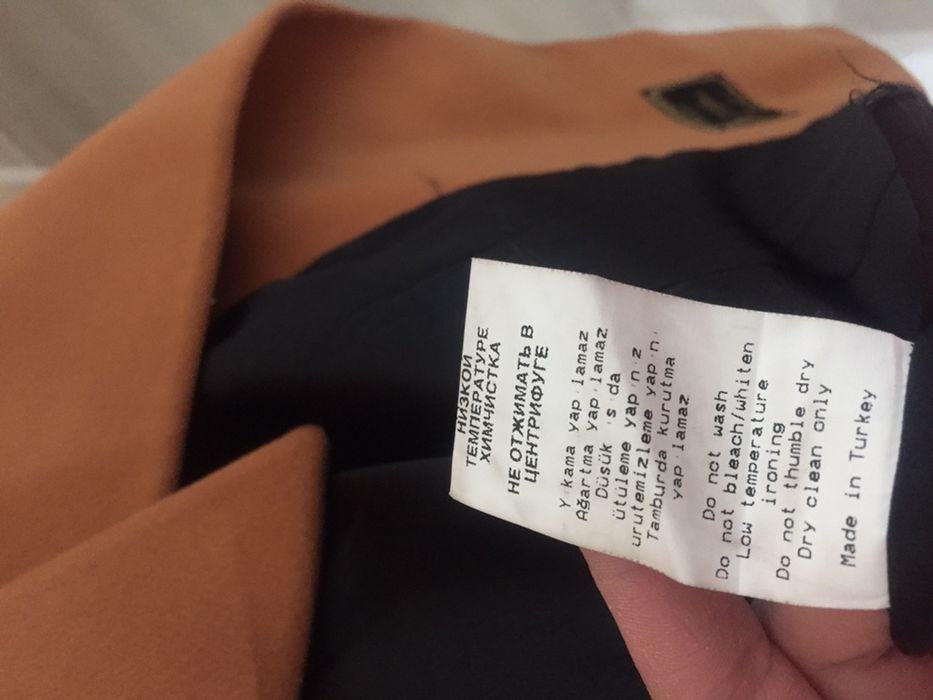 НИЗКОЙ
ТЕМПЕРАТУРЕ
ХИМЧИСТКА
НЕ ОТЖИМАТЬ В
ЦЕНТРИФУГЕ
Y kama yap lamaz
Ağartma yap lamaz
Düsük s da
ütüleme yap n z
urutemizleme yap n
Tamburda kurutma
yap lamaz
Do not wash
Do not bleach/whiten
Low temperature
ironing
Do not thumble dry
Dry clean only
Made in Turkey